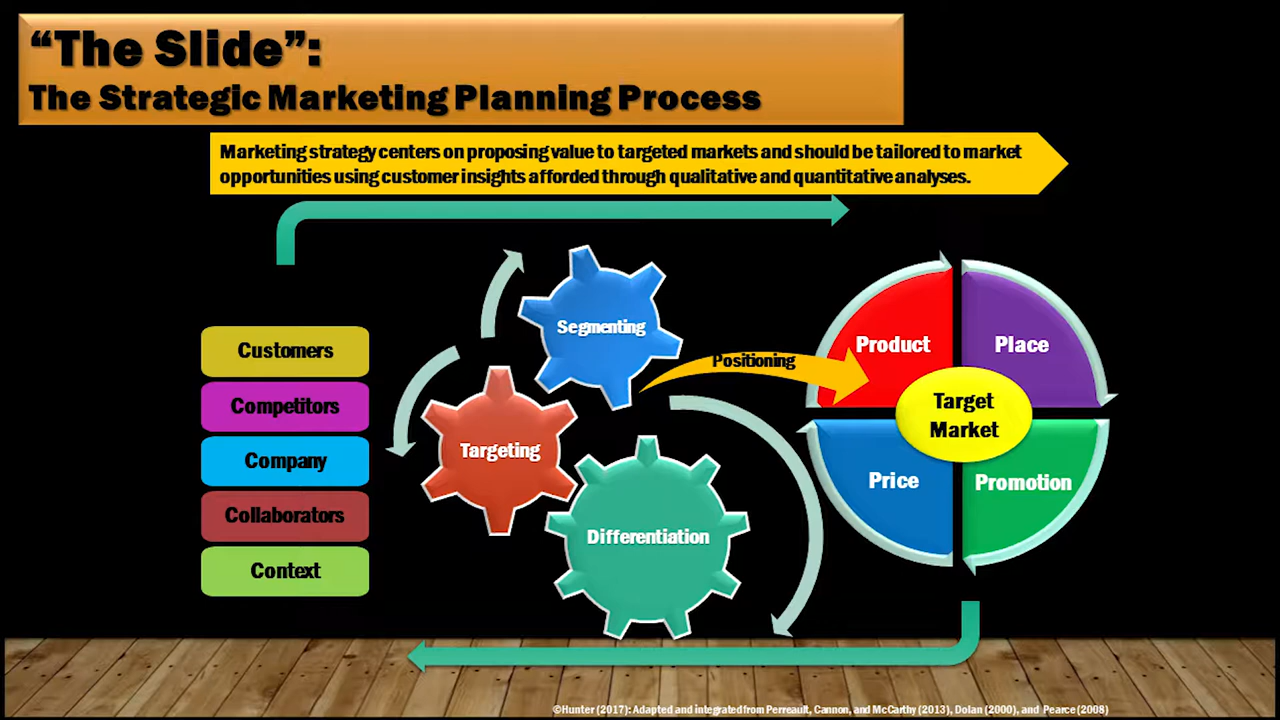 “The Slide”:
The Strategic Marketing Planning Process
Marketing strategy centers on proposing value to targeted markets and should be tailored to market
opportunities using customer insights afforded through qualitative and quantitative analyses.
Customers
Competitors
Company
Collaborators
Context
Segmenting
Targeting
Differentiation
Positioning
Product
Place
Target
Market
Price
Promotion
©Hunter (2017): Adapted and integrated from Perreault, Cannon, and McCarthy (2013), Dolan (2000), and Pearce (2008)